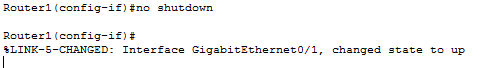 Router1(config-if)#no shutdown
Router1(config-if)#
%LINK-5-CHANGED: Interface GigabitEthernet0/1, changed state to up